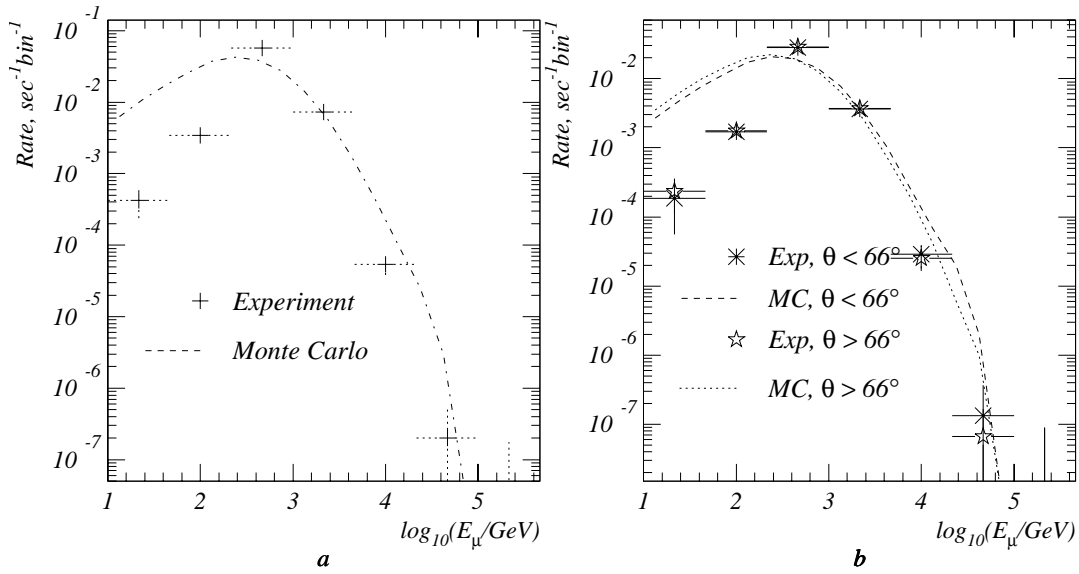 Rate, sec⁻¹bin⁻¹
10⁻¹
10⁻²
10⁻³
10⁻⁴
10⁻⁵
10⁻⁶
10⁻⁷
Experiment
Monte Carlo
1 2 3 4 5
log₁₀(E_μ/GeV)
a
Rate, sec⁻¹bin⁻¹
10⁻²
10⁻³
10⁻⁴
10⁻⁵
10⁻⁶
10⁻⁷
Exp, θ < 66°
MC, θ < 66°
Exp, θ > 66°
MC, θ > 66°
1 2 3 4 5
log₁₀(E_μ/GeV)
b